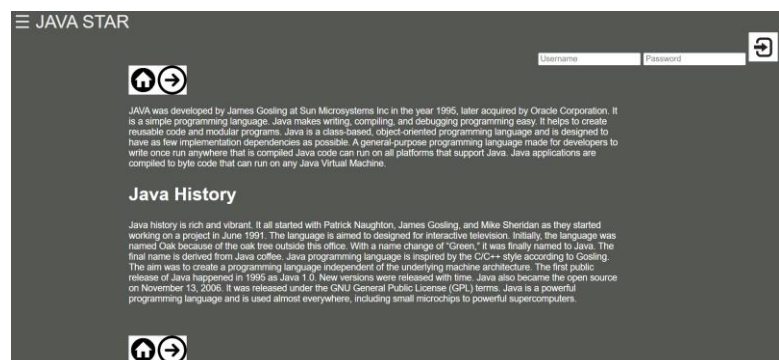 ☰ JAVA STAR
Username
Password
JAVA was developed by James Gosling at Sun Microsystems Inc in the year 1995, later acquired by Oracle Corporation. It
is a simple programming language. Java makes writing, compiling, and debugging programming easy. It helps to create
reusable code and modular programs. Java is a class-based, object-oriented programming language and is designed to
have as few implementation dependencies as possible. A general-purpose programming language made for developers to
write once run anywhere that is compiled Java code can run on all platforms that support Java. Java applications are
compiled to byte code that can run on any Java Virtual Machine.
Java History
Java history is rich and vibrant. It all started with Patrick Naughton, James Gosling, and Mike Sheridan as they started
working on a project in June 1991. The language is aimed to designed for interactive television. Initially, the language was
named Oak because of the oak tree outside this office. With a name change of "Green," it was finally named to Java. The
final name is derived from Java coffee. Java programming language is inspired by the C/C++ style according to Gosling.
The aim was to create a programming language independent of the underlying machine architecture. The first public
release of Java happened in 1995 as Java 1.0. New versions were released with time. Java also became the open source
on November 13, 2006. It was released under the GNU General Public License (GPL) terms. Java is a powerful
programming language and is used almost everywhere, including small microchips to powerful supercomputers.